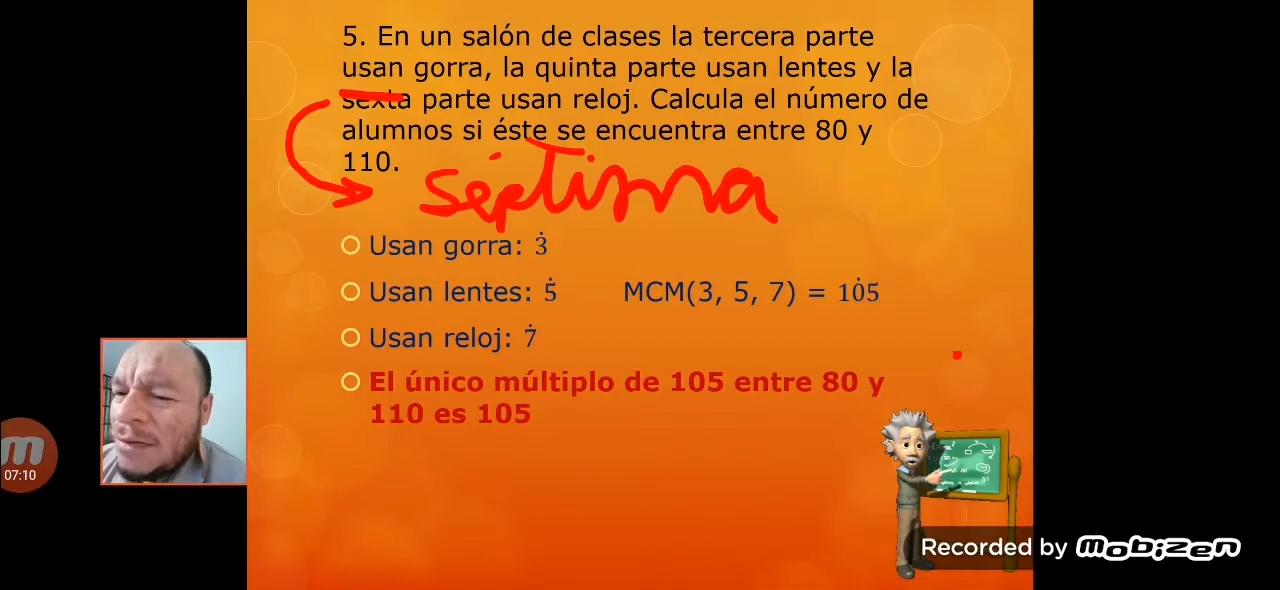 5. En un salón de clases la tercera parte
usan gorra, la quinta parte usan lentes y la
sexta parte usan reloj. Calcula el número de
alumnos si éste se encuentra entre 80 y
110.
séptima
Usan gorra: 3̇
Usan lentes: 5̇
MCM(3, 5, 7) = 10̇5
Usan reloj: 7̇
El único múltiplo de 105 entre 80 y
110 es 105
m
07:10
Recorded by mobizen